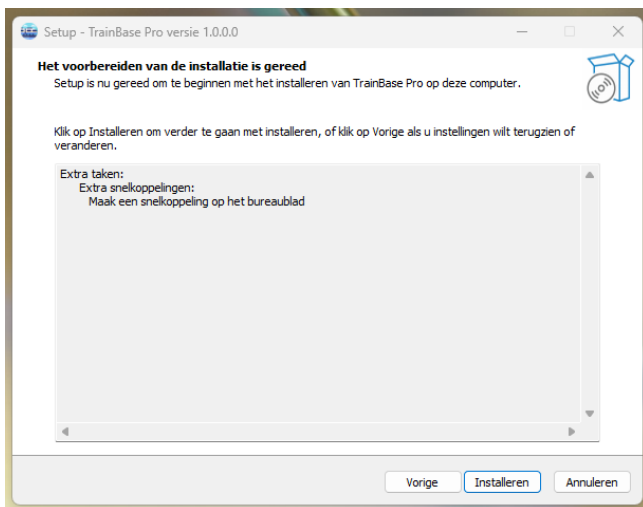 Setup - TrainBase Pro versie 1.0.0.0
Het voorbereiden van de installatie is gereed
Setup is nu gereed om te beginnen met het installeren van TrainBase Pro op deze computer.
Klik op Installeren om verder te gaan met installeren, of klik op Vorige als u instellingen wilt terugzien of
veranderen.
Extra taken:
Extra snelkoppelingen:
Maak een snelkoppeling op het bureaublad
Vorige
Installeren
Annuleren